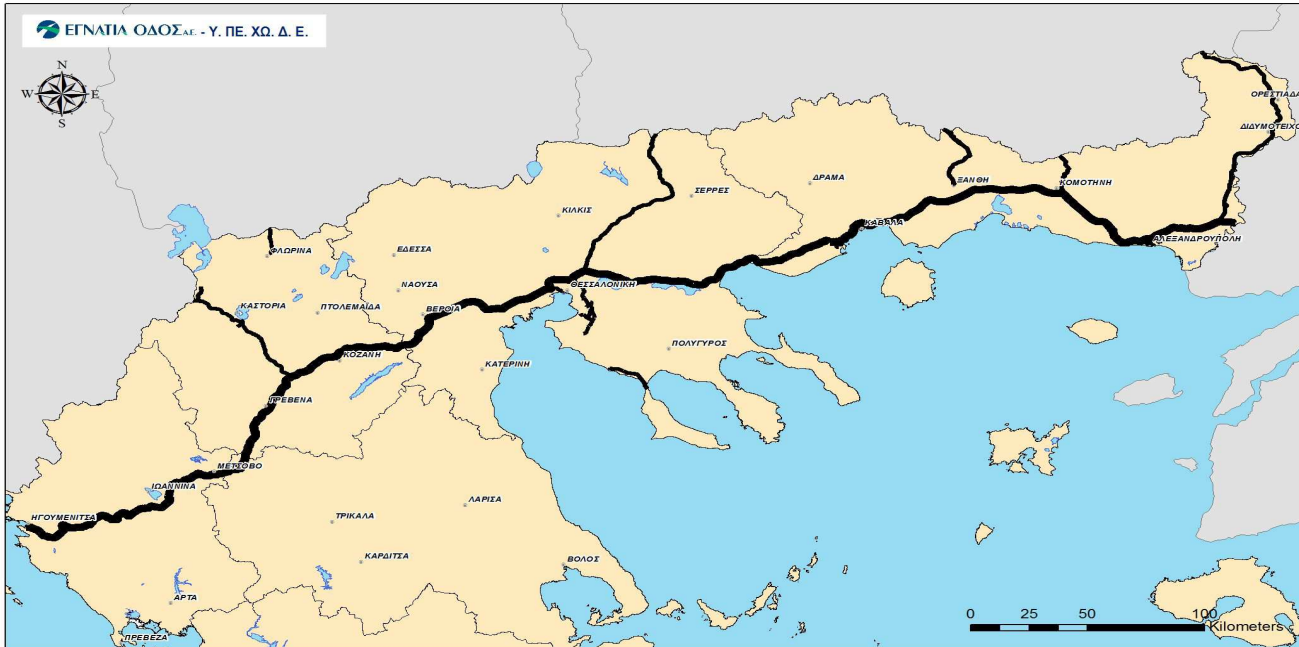 ΕΓΝΑΤΙΑ ΟΔΟΣ Α.Ε. - Υ. ΠΕ. ΧΩ. Δ. Ε.
N
W E
S
ΟΡΕΣΤΙΑΔΑ
ΔΙΔΥΜΟΤΕΙΧΟ
ΔΡΑΜΑ
ΞΑΝΘΗ
ΚΟΜΟΤΗΝΗ
ΣΕΡΡΕΣ
ΚΙΛΚΙΣ
ΚΑΒΑΛΑ
ΑΛΕΞΑΝΔΡΟΥΠΟΛΗ
ΦΛΩΡΙΝΑ
ΕΔΕΣΣΑ
ΝΑΟΥΣΑ
ΘΕΣΣΑΛΟΝΙΚΗ
ΚΑΣΤΟΡΙΑ
ΠΤΟΛΕΜΑΪΔΑ
ΒΕΡΟΙΑ
ΠΟΛΥΓΥΡΟΣ
ΚΟΖΑΝΗ
ΚΑΤΕΡΙΝΗ
ΓΡΕΒΕΝΑ
ΜΕΤΣΟΒΟ
ΙΩΑΝΝΙΝΑ
ΗΓΟΥΜΕΝΙΤΣΑ
ΛΑΡΙΣΑ
ΤΡΙΚΑΛΑ
ΚΑΡΔΙΤΣΑ
ΒΟΛΟΣ
ΑΡΤΑ
ΠΡΕΒΕΖΑ
0 25 50 100
Kilometers